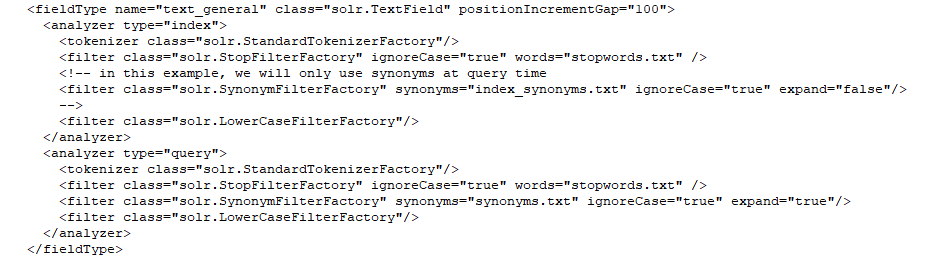 <fieldType name="text_general" class="solr.TextField" positionIncrementGap="100">
  <analyzer type="index">
    <tokenizer class="solr.StandardTokenizerFactory"/>
    <filter class="solr.StopFilterFactory" ignoreCase="true" words="stopwords.txt" />
    <!-- in this example, we will only use synonyms at query time
    <filter class="solr.SynonymFilterFactory" synonyms="index_synonyms.txt" ignoreCase="true" expand="false"/>
    -->
    <filter class="solr.LowerCaseFilterFactory"/>
  </analyzer>
  <analyzer type="query">
    <tokenizer class="solr.StandardTokenizerFactory"/>
    <filter class="solr.StopFilterFactory" ignoreCase="true" words="stopwords.txt" />
    <filter class="solr.SynonymFilterFactory" synonyms="synonyms.txt" ignoreCase="true" expand="true"/>
    <filter class="solr.LowerCaseFilterFactory"/>
  </analyzer>
</fieldType>